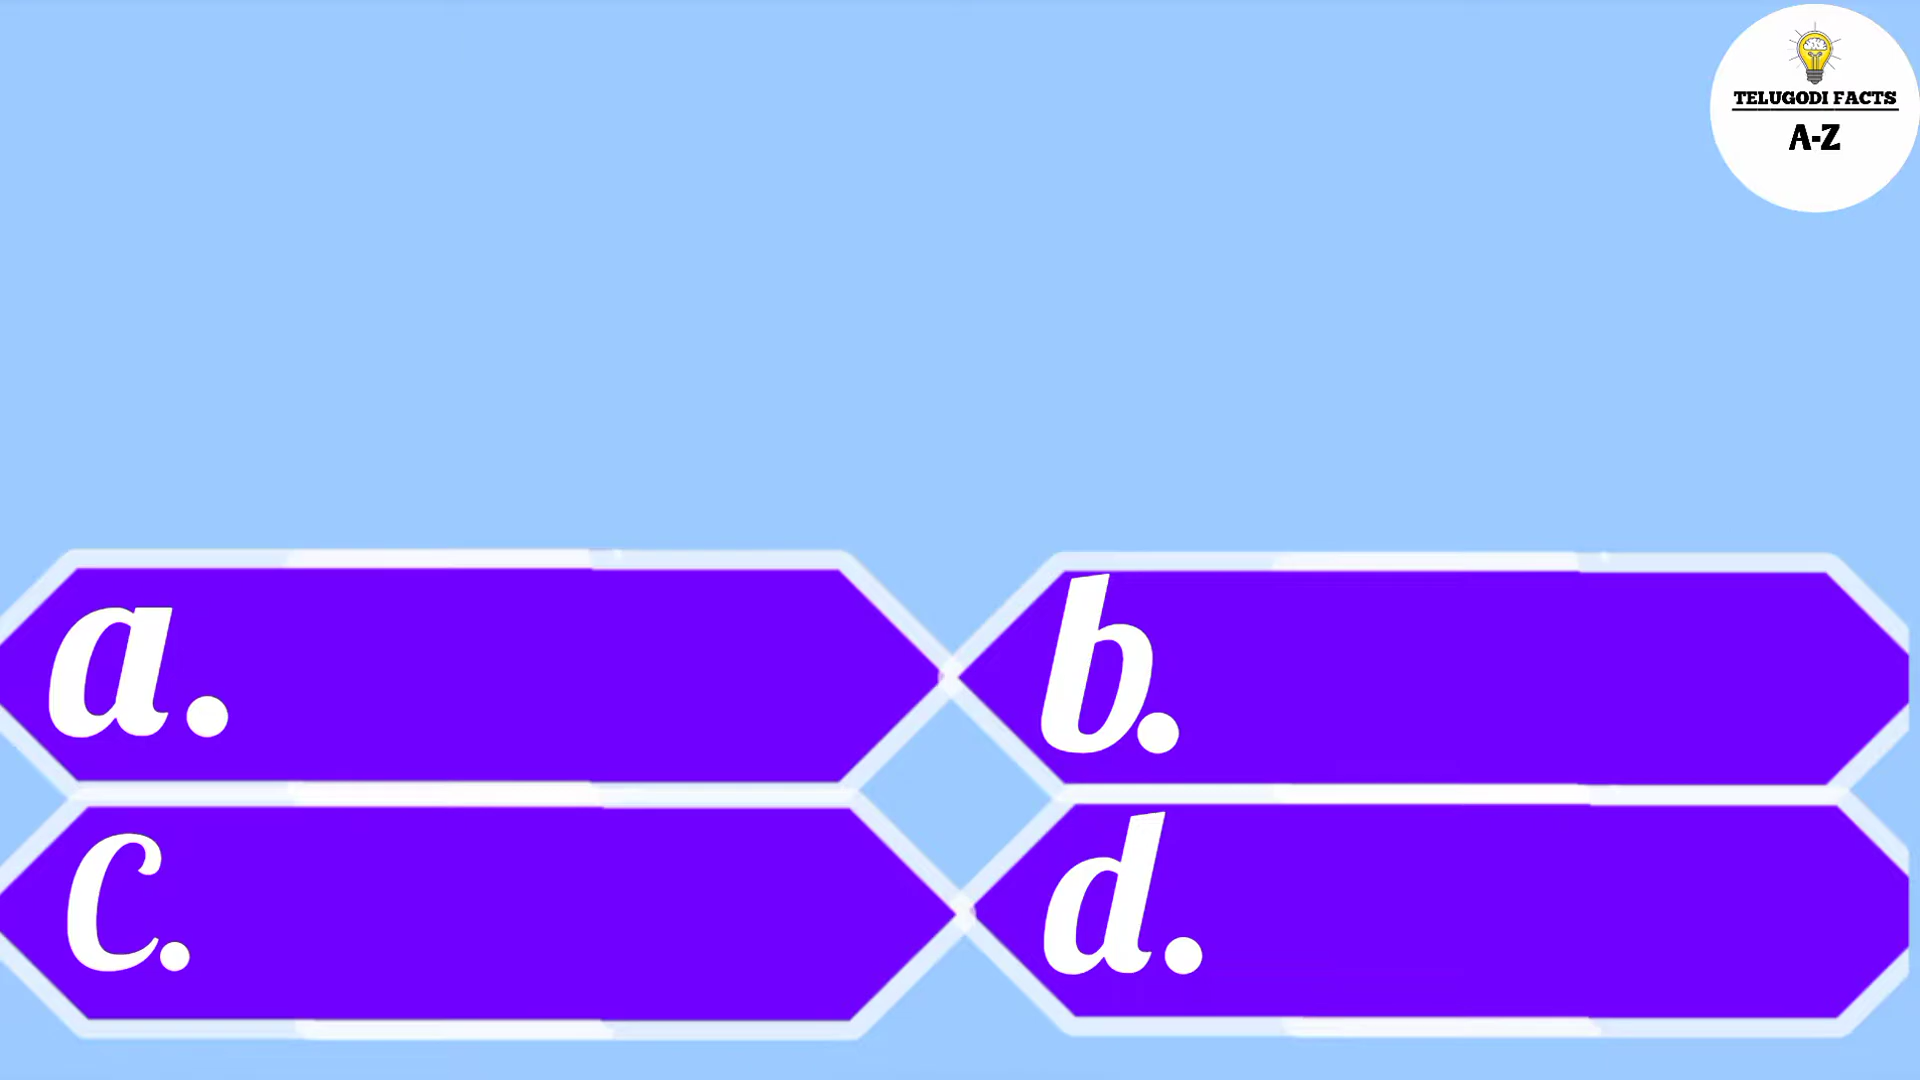 TELUGODI FACTS
A-Z
a.
b.
c.
d.